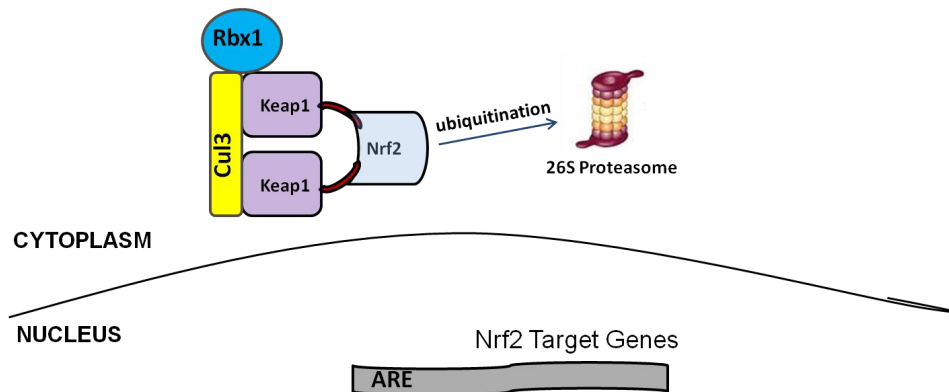 Rbx1
Keap1
Cul3
Nrf2
Keap1
ubiquitination
26S Proteasome
CYTOPLASM
NUCLEUS
Nrf2 Target Genes
ARE